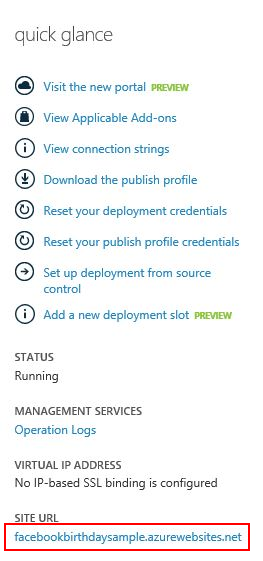 quick glance
Visit the new portal PREVIEW
View Applicable Add-ons
View connection strings
Download the publish profile
Reset your deployment credentials
Reset your publish profile credentials
Set up deployment from source
control
Add a new deployment slot PREVIEW
STATUS
Running
MANAGEMENT SERVICES
Operation Logs
VIRTUAL IP ADDRESS
No IP-based SSL binding is configured
SITE URL
facebookbirthdaysample.azurewebsites.net